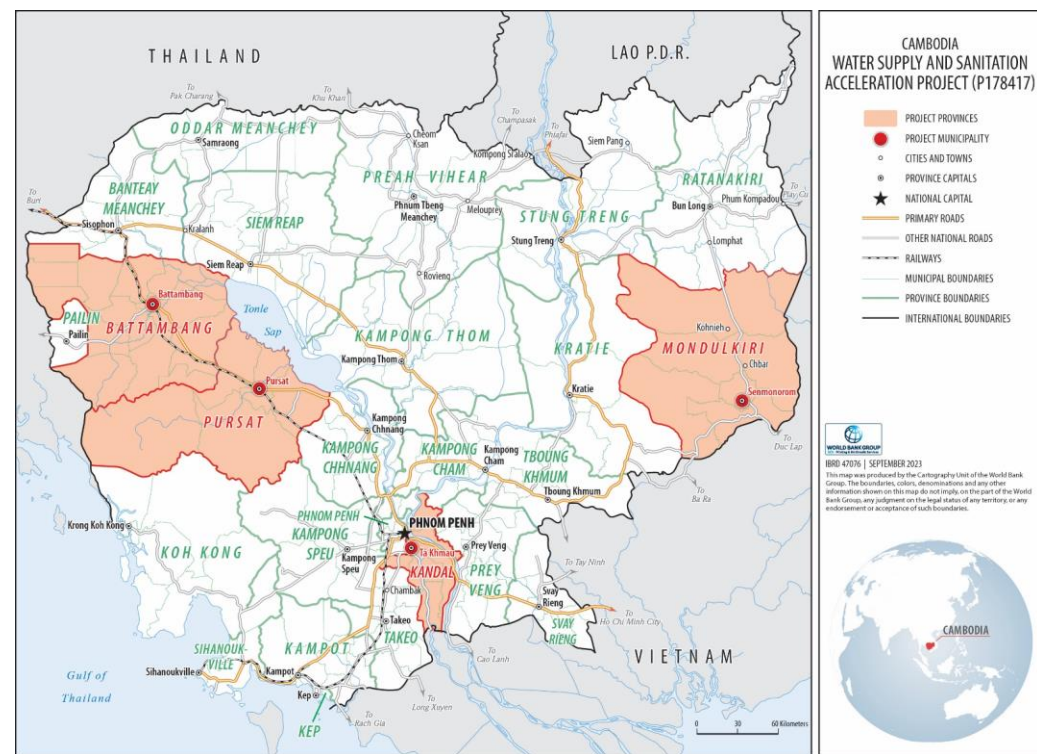 THAILAND
LAO P.D.R.
To
Pak Charang
To
Khu Khan
To
Champasak
To
Phiafai
ODDAR MEANCHEY
Samraong
Cheom
Ksan
Kompong Sralao
Siem Pang
BANTEAY
MEANCHEY
PREAH VIHEAR
RATANAKIRI
To
Buri
To
Play Cu
SIEM REAP
Phnum Tbeng
Meanchey
Melouprey
STUNG TRENG
Bun Long
Phum Kompadou
Sisophon
Kralanh
Stung Treng
Lomphat
Siem Reap
Rovieng
Battambang
Tonle
Sap
PAILIN
Pailin
BATTAMBANG
KAMPONG THOM
Kampong Thom
KRATIE
Kohnieh
MONDULKIRI
Chbar
Pursat
Kratie
Senmonorom
PURSAT
Kampong
Chhnang
KAMPONG
CHHNANG
KAMPONG
CHAM
Kampong
Cham
TBOUNG
KHMUM
Tboung Khmum
To
Duc Lap
To
Ba Ra
Krong Koh Kong
KOH KONG
PHNOM PENH
PHNOM PENH
KAMPONG
SPEU
Kampong
Speu
Ta Khmau
KANDAL
Prey Veng
PREY
VENG
To Tay Ninh
Svay
Rieng
SVAY
RIENG
To
Ho Chi Minh City
Chambak
Takeo
TAKEO
SIHANOUK-
VILLE
KAMPOT
Sihanoukville
Kampot
Kep
KEP
To
Cao Lanh
To
Long Xuyen
To
Rach Gia
VIETNAM
Gulf of
Thailand
0 30 60 Kilometers
CAMBODIA
WATER SUPPLY AND SANITATION
ACCELERATION PROJECT (P178417)
PROJECT PROVINCES
PROJECT MUNICIPALITY
CITIES AND TOWNS
PROVINCE CAPITALS
NATIONAL CAPITAL
PRIMARY ROADS
OTHER NATIONAL ROADS
RAILWAYS
MUNICIPAL BOUNDARIES
PROVINCE BOUNDARIES
INTERNATIONAL BOUNDARIES
WORLD BANK GROUP
IBRD 47076 | SEPTEMBER 2023
This map was produced by the Cartography Unit of the World Bank
Group. The boundaries, colors, denominations and any other
information shown on this map do not imply, on the part of the World
Bank Group, any judgment on the legal status of any territory, or any
endorsement or acceptance of such boundaries.
CAMBODIA